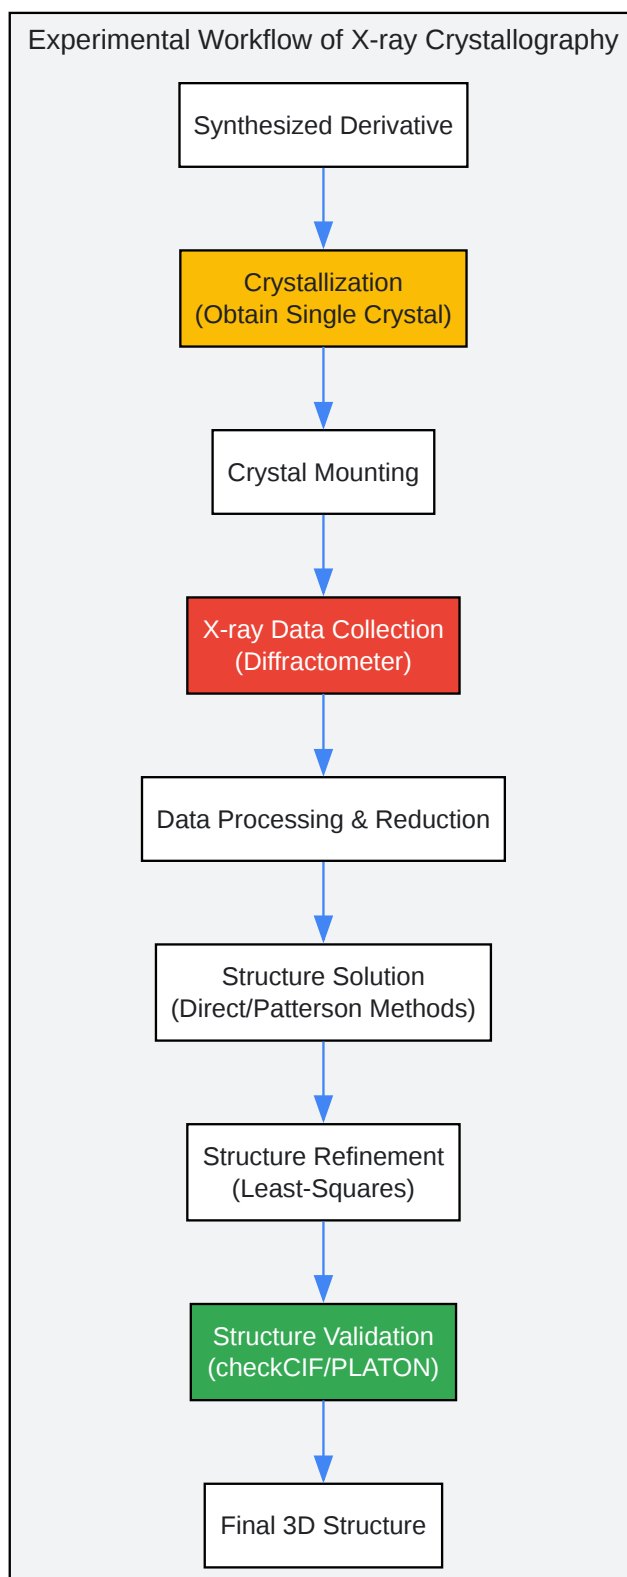 Experimental Workflow of X-ray Crystallography
Synthesized Derivative
Crystallization
(Obtain Single Crystal)
Crystal Mounting
X-ray Data Collection
(Diffractometer)
Data Processing & Reduction
Structure Solution
(Direct/Patterson Methods)
Structure Refinement
(Least-Squares)
Structure Validation
(checkCIF/PLATON)
Final 3D Structure